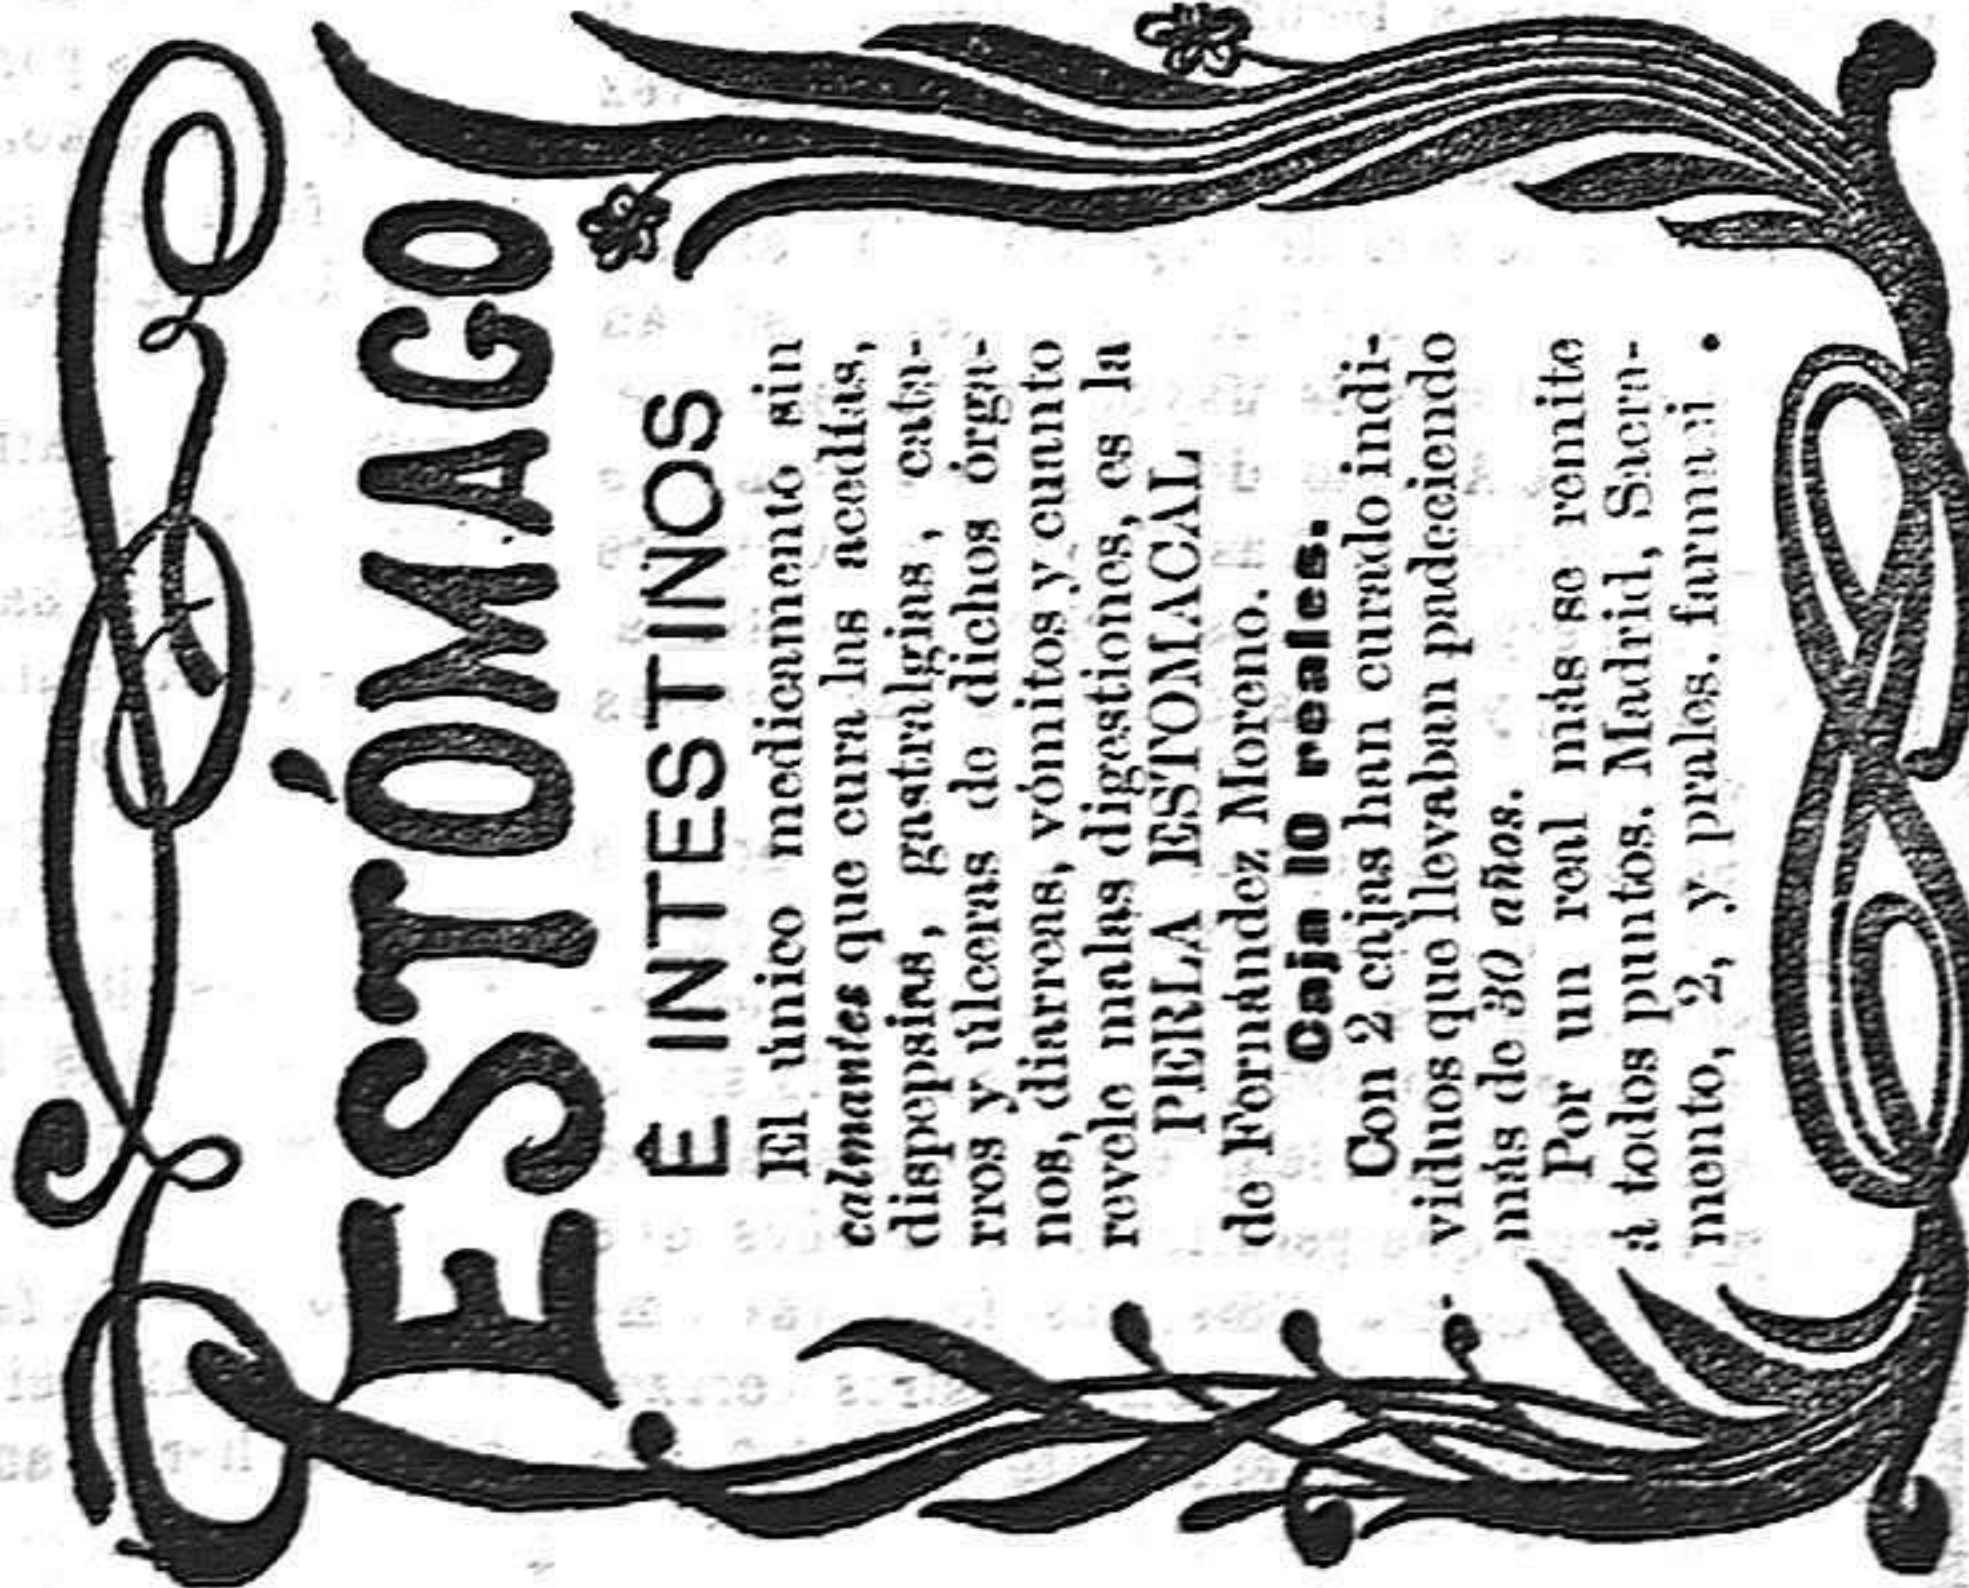 ESTÓMAGO
É INTESTINOS
El único medicamento sin
calmantes que cura las acedías,
dispepsias, gastralgias, cata-
rros y úlceras de dichos órga-
nos, diarreas, vómitos y cuanto
revele malas digestiones, es la
PERLA ESTOMACAL
de Fernández Moreno.
Caja 10 reales.
Con 2 cajas han curado indi-
viduos que llevaban padeciendo
más de 30 años.
Por un real más se remite
á todos puntos. Madrid, Sacra-
mento, 2, y prales.